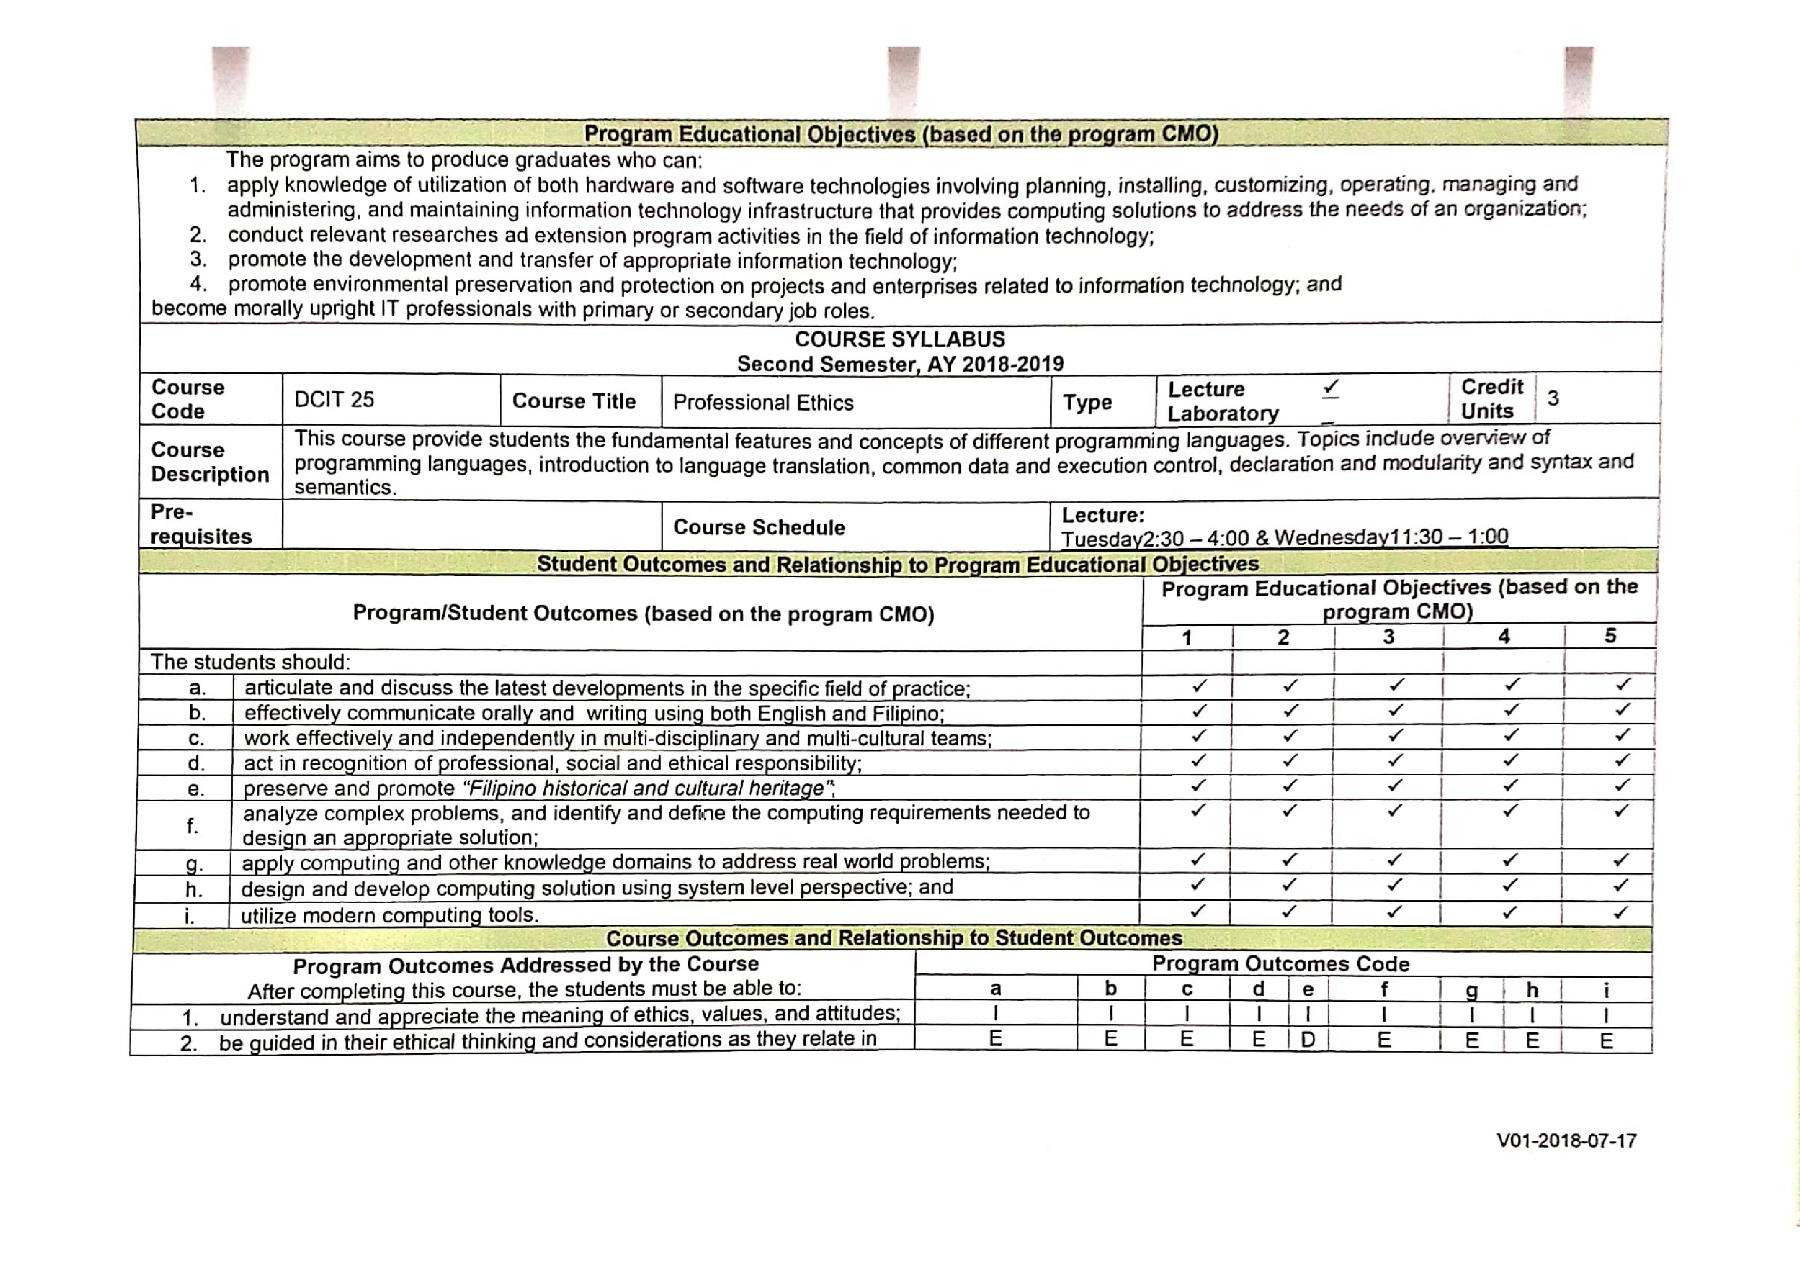 Program Educational Objectives (based on the program CMO)
The program aims to produce graduates who can:
1. apply knowledge of utilization of both hardware and software technologies involving planning, installing, customizing, operating, managing and
administering, and maintaining information technology infrastructure that provides computing solutions to address the needs of an organization;
2. conduct relevant researches ad extension program activities in the field of information technology;
3. promote the development and transfer of appropriate information technology;
4. promote environmental preservation and protection on projects and enterprises related to information technology; and
become morally upright IT professionals with primary or secondary job roles.
COURSE SYLLABUS
Second Semester, AY 2018-2019
Course Code DCIT 25 Course Title Professional Ethics Type Lecture ✓ Laboratory _ Credit Units 3
Course Description
This course provide students the fundamental features and concepts of different programming languages. Topics include overview of
programming languages, introduction to language translation, common data and execution control, declaration and modularity and syntax and
semantics.
Pre-requisites Course Schedule Lecture:
Tuesday2:30 – 4:00 & Wednesday11:30 – 1:00
Student Outcomes and Relationship to Program Educational Objectives
Program/Student Outcomes (based on the program CMO)
Program Educational Objectives (based on the
program CMO)
1 2 3 4 5
The students should:
a. articulate and discuss the latest developments in the specific field of practice; ✓ ✓ ✓ ✓ ✓
b. effectively communicate orally and writing using both English and Filipino; ✓ ✓ ✓ ✓ ✓
c. work effectively and independently in multi-disciplinary and multi-cultural teams; ✓ ✓ ✓ ✓ ✓
d. act in recognition of professional, social and ethical responsibility; ✓ ✓ ✓ ✓ ✓
e. preserve and promote “Filipino historical and cultural heritage”; ✓ ✓ ✓ ✓ ✓
f. analyze complex problems, and identify and define the computing requirements needed to ✓ ✓ ✓ ✓ ✓
design an appropriate solution;
g. apply computing and other knowledge domains to address real world problems; ✓ ✓ ✓ ✓ ✓
h. design and develop computing solution using system level perspective; and ✓ ✓ ✓ ✓ ✓
i. utilize modern computing tools. ✓ ✓ ✓ ✓ ✓
Course Outcomes and Relationship to Student Outcomes
Program Outcomes Addressed by the Course Program Outcomes Code
After completing this course, the students must be able to: a b c d e f g h i
1. understand and appreciate the meaning of ethics, values, and attitudes; I I I I I I I I I
2. be guided in their ethical thinking and considerations as they relate in E E E E D E E E E
V01-2018-07-17